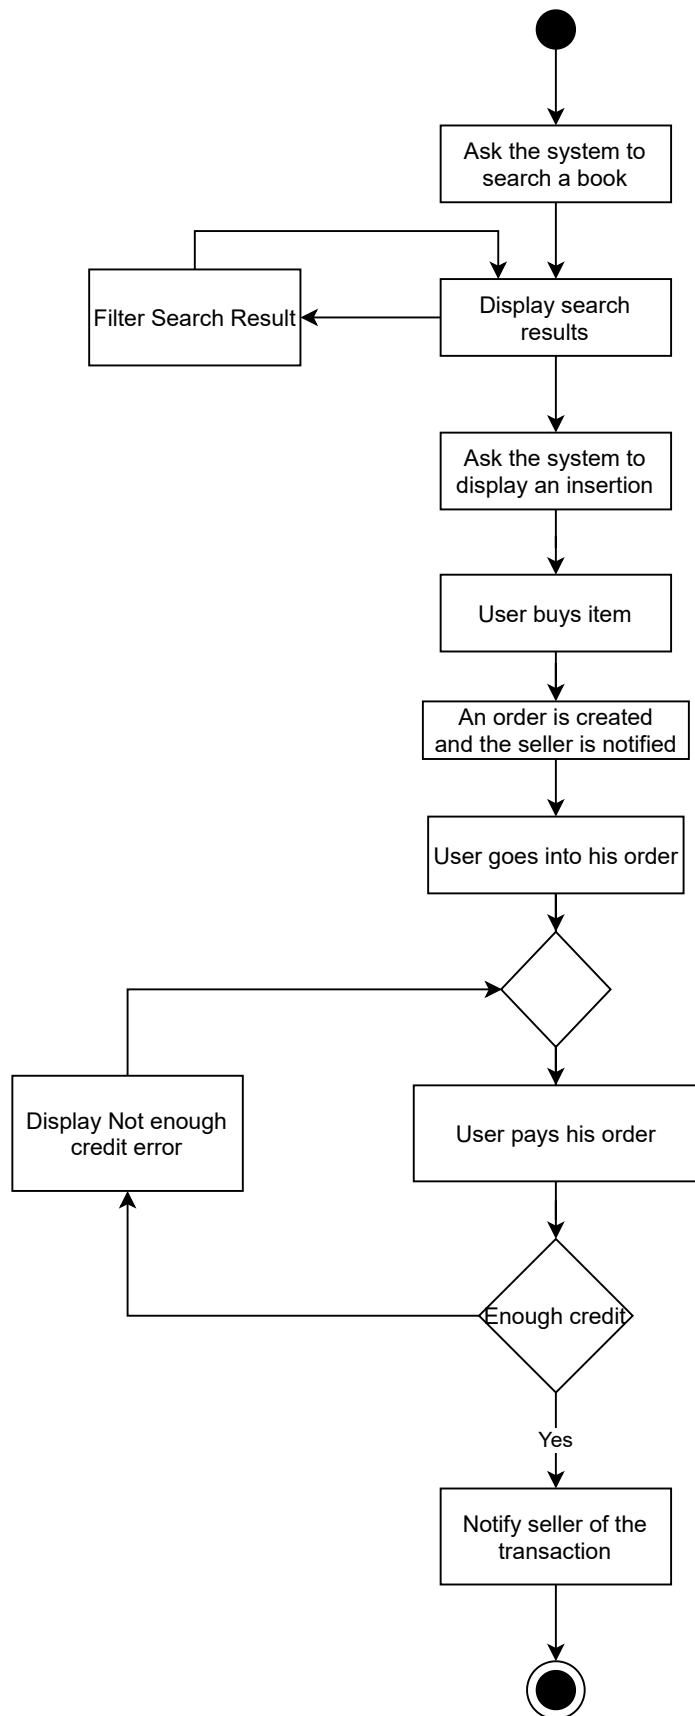 Ask the system to
search a book
Filter Search Result
Display search
results
Ask the system to
display an insertion
User buys item
An order is created
and the seller is notified
User goes into his order
Display Not enough
credit error
User pays his order
Enough credit
Yes
Notify seller of the
transaction